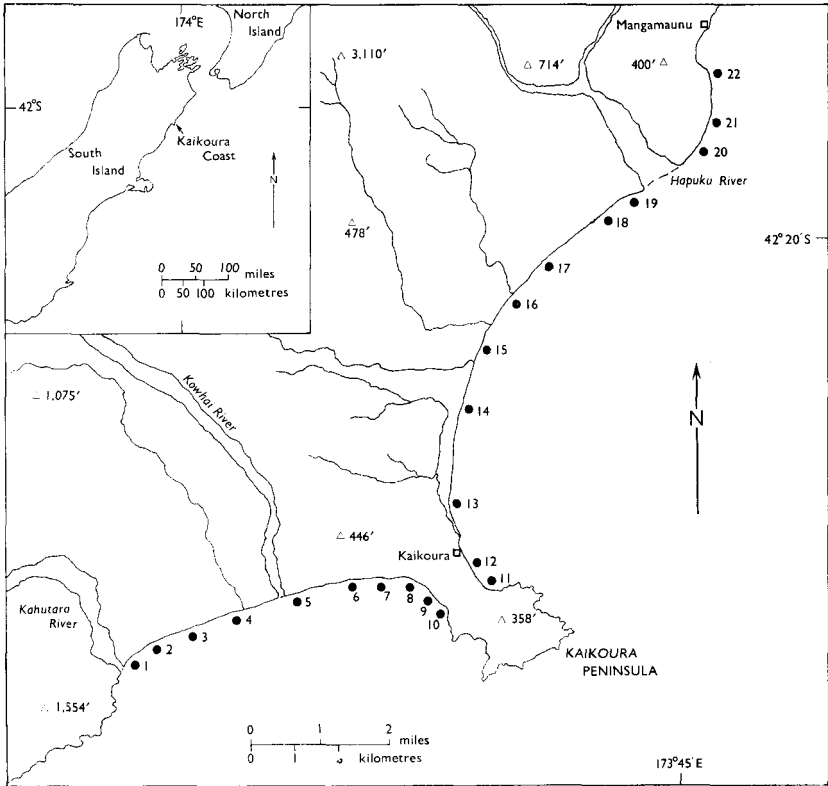 174°E
North
Island
42°S
Kaikoura
Coast
South
Island
N
0 50 100
miles
0 50 100
kilometres
3,110'
714'
Mangamaunu
400'
22
21
20
Hapuku River
19
18
42° 20'S
478'
17
16
15
Kowhai River
1,075'
14
N
13
446'
Kaikoura
12
11
6 7 8
9
10
5
4
3
2
1
Kahutara
River
358'
KAIKOURA
PENINSULA
1,554'
0 1 2
miles
0 1
kilometres
173°45'E